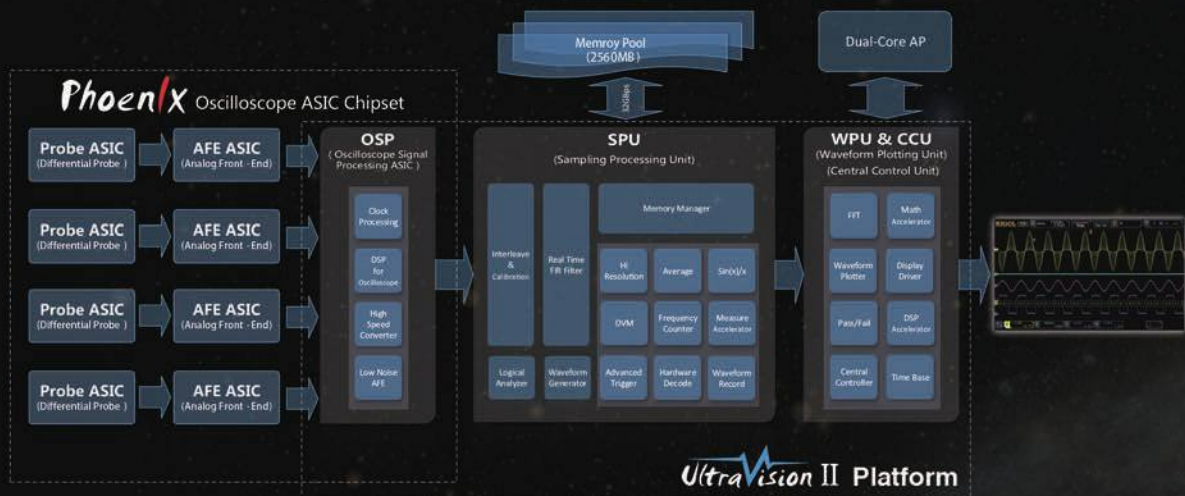 Memroy Pool
(2560MB)
Dual-Core AP
32GBps
Phoenix Oscilloscope ASIC Chipset
Probe ASIC
(Differential Probe )
AFE ASIC
(Analog Front -End)
Probe ASIC
(Differential Probe )
AFE ASIC
(Analog Front -End)
Probe ASIC
(Differential Probe )
AFE ASIC
(Analog Front -End)
Probe ASIC
(Differential Probe )
AFE ASIC
(Analog Front -End)
OSP
( Oscilloscope Signal
Processing ASIC )
Clock
Processing
DSP
for
Oscilloscope
High
Speed
Converter
Low Noise
AFE
SPU
(Sampling Processing Unit)
Interleave
&
Calibration
Real Time
FIR Filter
Memory Manager
Hi
Resolution
Average
Sin(x)/x
DVM
Frequency
Counter
Measure
Accelerator
Logical
Analyzer
Waveform
Generator
Advanced
Trigger
Hardware
Decode
Waveform
Record
WPU & CCU
(Waveform Plotting Unit)
(Central Control Unit)
FFT
Math
Accelerator
Waveform
Plotter
Display
Driver
Pass/Fail
DSP
Accelerator
Central
Controller
Time Base
RIGOL
UltraVision II Platform